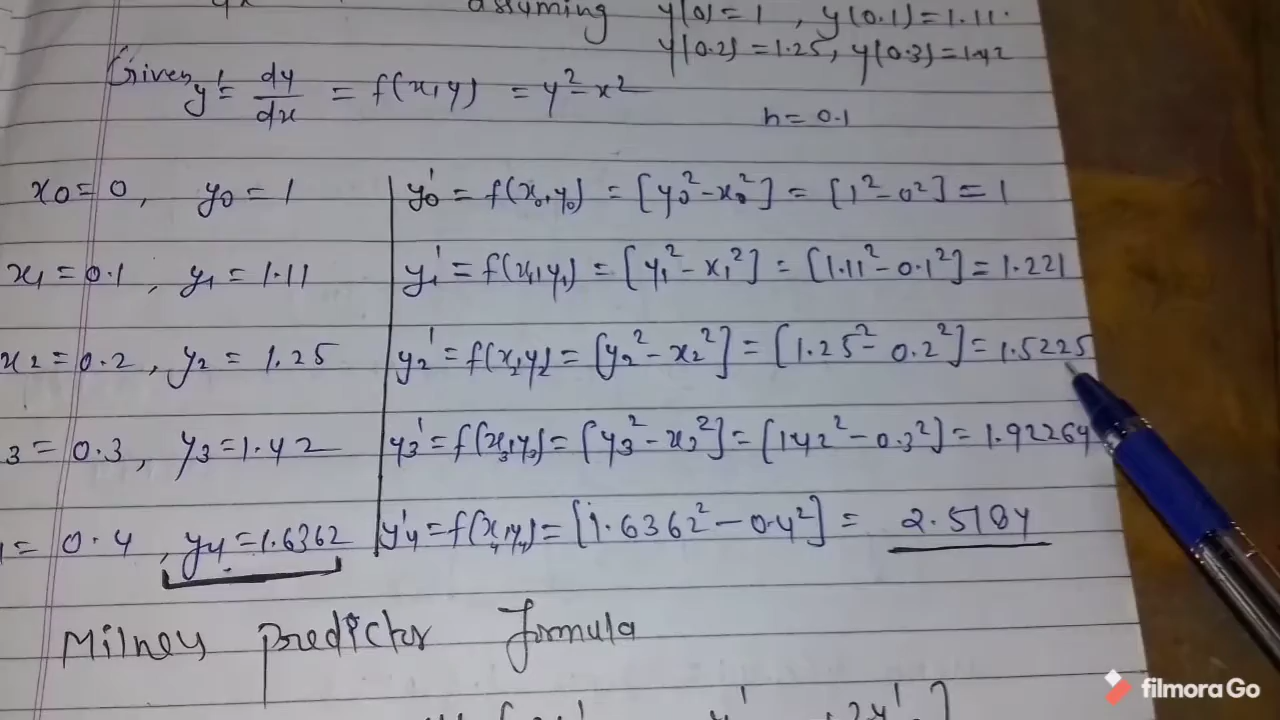 assuming y(0)=1 , y(0.1)=1.11.
y(0.2)=1.25, y(0.3)=1.42
Given y' = dy/dx = f(x,y) = y²-x²
h=0.1
x0=0, y0=1 y0' = f(x0,y0) = [y0²-x0²] = [1²-0²] = 1
x1=0.1, y1=1.11 y1' = f(x1,y1) = [y1²-x1²] = [1.11²-0.1²] = 1.221
x2=0.2, y2=1.25 y2' = f(x2,y2 = [y2²-x2²] = [1.25²-0.2²] = 1.5225
3=0.3, y3=1.42 y3' = f(x3,y3) = [y3²-x3²] = [1.42²-0.3²] = 1.92264
= 0.4, y4=1.6362 y'4 = f(x4,y4) = [1.6362²-0.4²] = 2.5184
Milney predictor formula
filmora Go